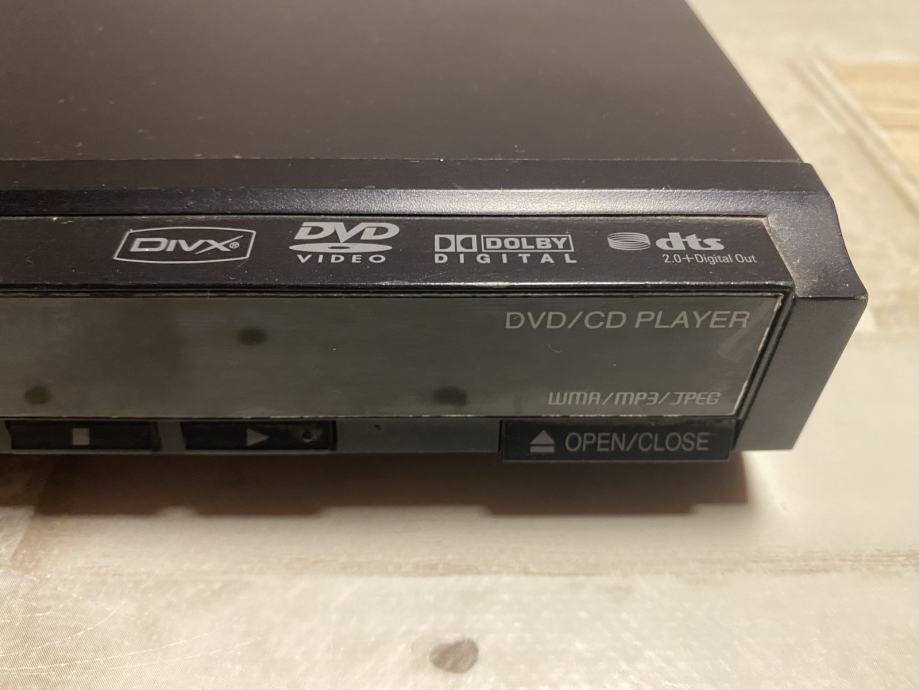 DIVX®
DVD
VIDEO
DOLBY
DIGITAL
dts
2.0+Digital Out
DVD/CD PLAYER
WMA/MP3/JPEG
OPEN/CLOSE